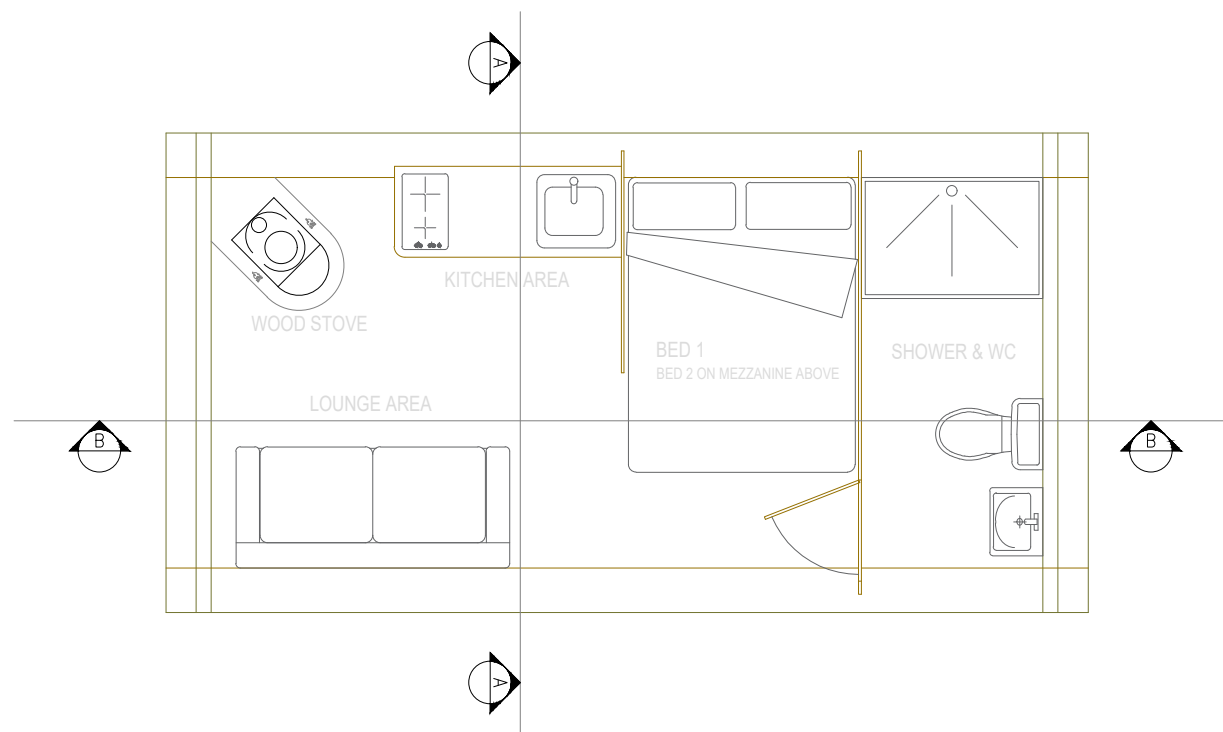 A
KITCHEN AREA
WOOD STOVE
BED 1
SHOWER & WC
BED 2 ON MEZZANINE ABOVE
LOUNGE AREA
B
B
A